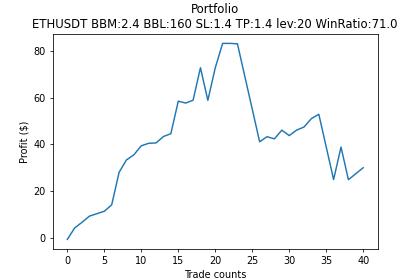 Portfolio
ETHUSDT BBM:2.4 BBL:160 SL:1.4 TP:1.4 lev:20 WinRatio:71.0
Profit ($)
80
60
40
20
0
0 5 10 15 20 25 30 35 40
Trade counts